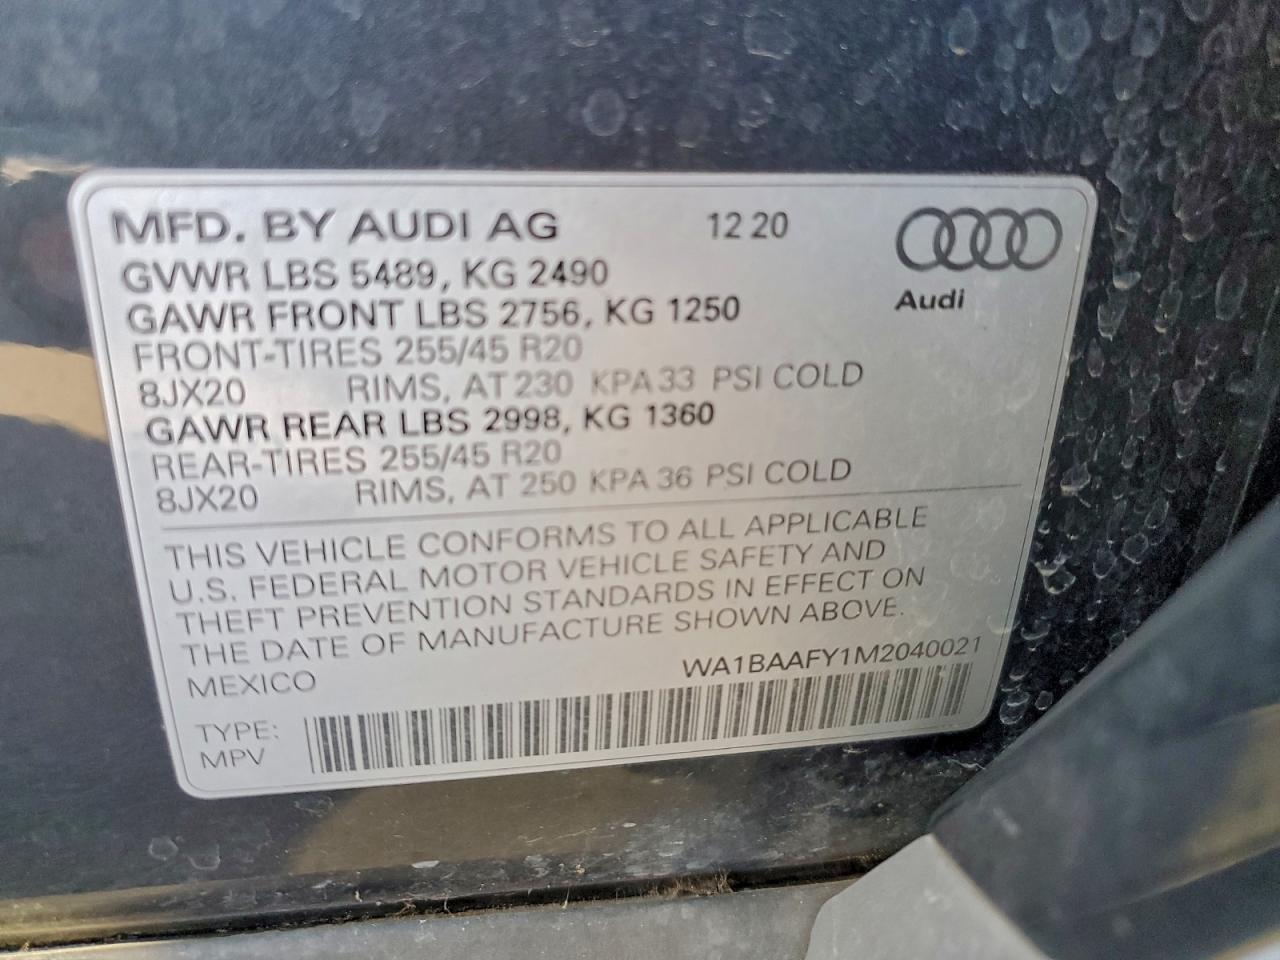 MFD. BY AUDI AG 12 20
Audi
GVWR LBS 5489, KG 2490
GAWR FRONT LBS 2756, KG 1250
FRONT-TIRES 255/45 R20
8JX20 RIMS, AT 230 KPA 33 PSI COLD
GAWR REAR LBS 2998, KG 1360
REAR-TIRES 255/45 R20
8JX20 RIMS, AT 250 KPA 36 PSI COLD
THIS VEHICLE CONFORMS TO ALL APPLICABLE
U.S. FEDERAL MOTOR VEHICLE SAFETY AND
THEFT PREVENTION STANDARDS IN EFFECT ON
THE DATE OF MANUFACTURE SHOWN ABOVE.
MEXICO WA1BAAFY1M2040021
TYPE:
MPV